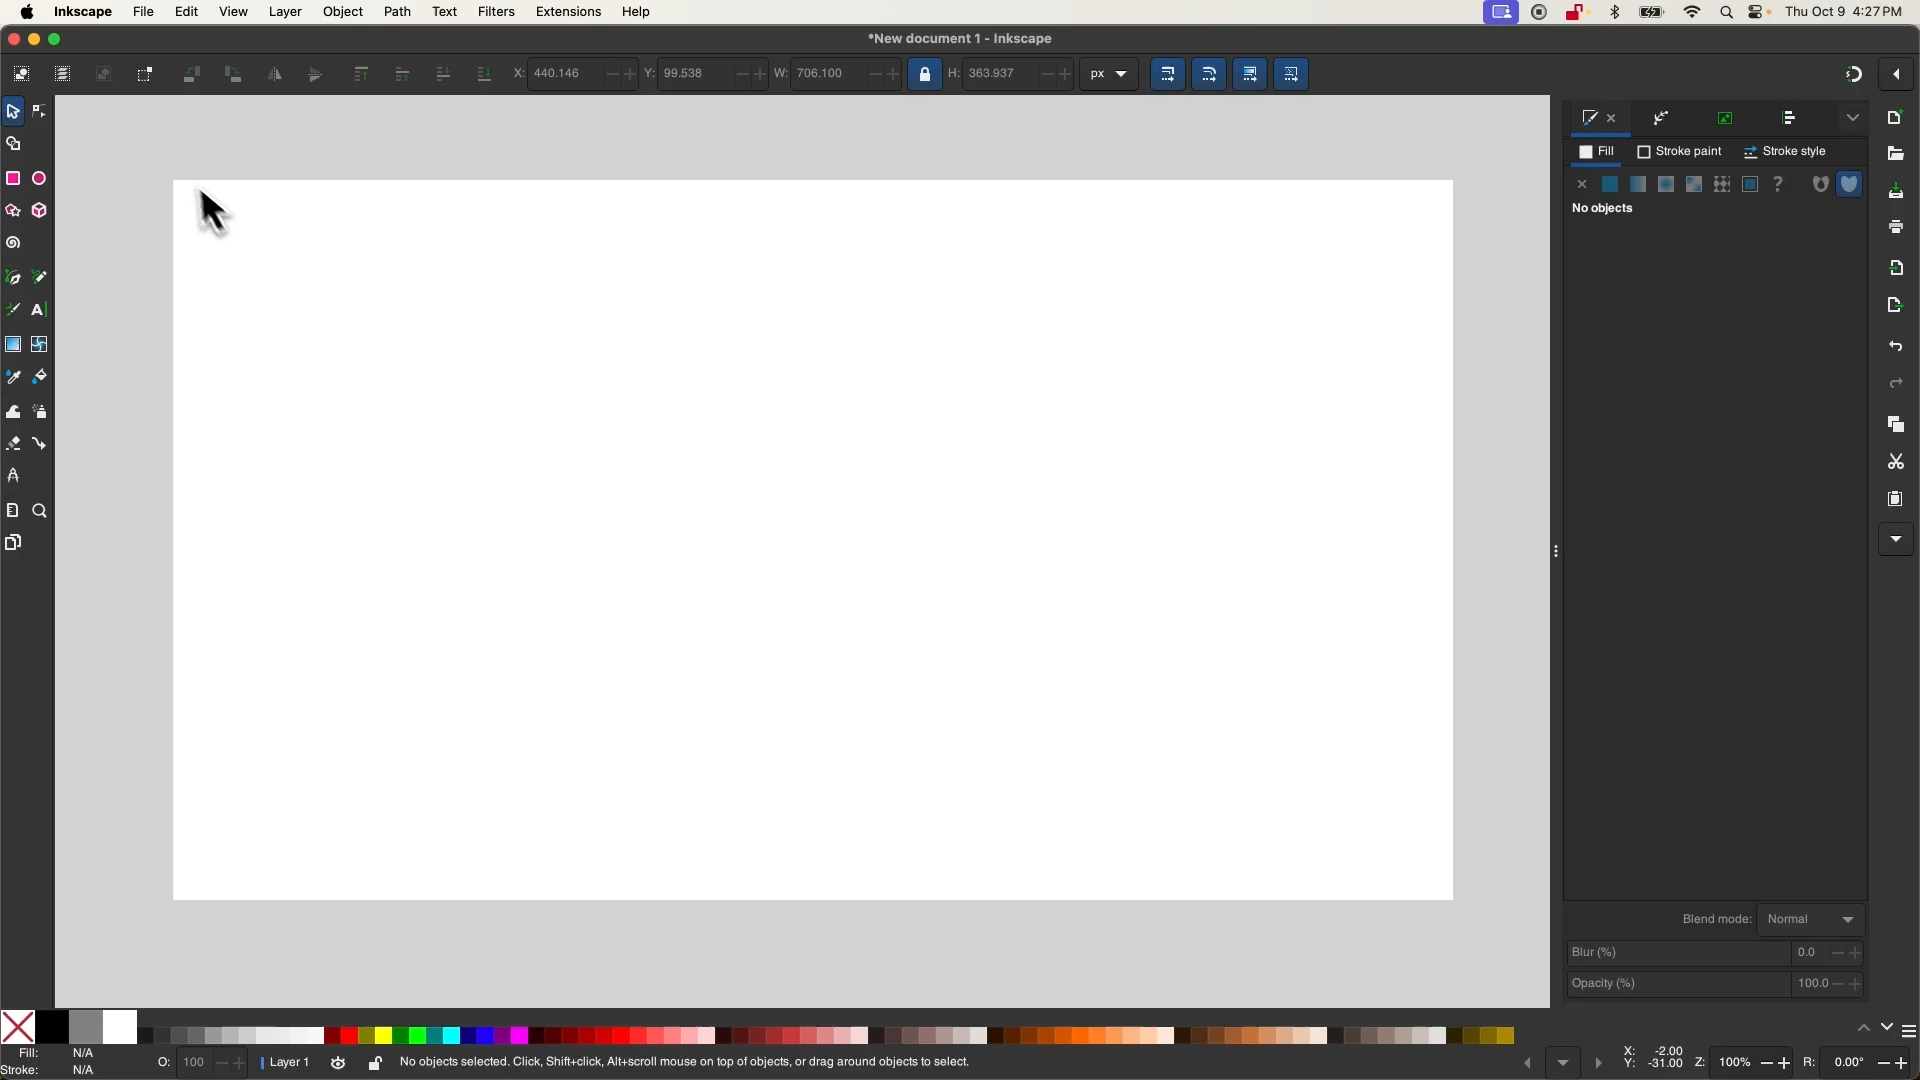 Inkscape File Edit View Layer Object Path Text Filters Extensions Help Thu Oct 9 4:27 PM
*New document 1 - Inkscape
X: 440.146 Y: 99.538 W: 706.100 H: 363.937 px
Fill Stroke paint Stroke style
No objects
Blend mode: Normal
Blur (%) 0.0
Opacity (%) 100.0
Fill: N/A
Stroke: N/A
O: 100
Layer 1
No objects selected. Click, Shift+click, Alt+scroll mouse on top of objects, or drag around objects to select.
X: -2.00
Y: -31.00
Z: 100%
R: 0.00°